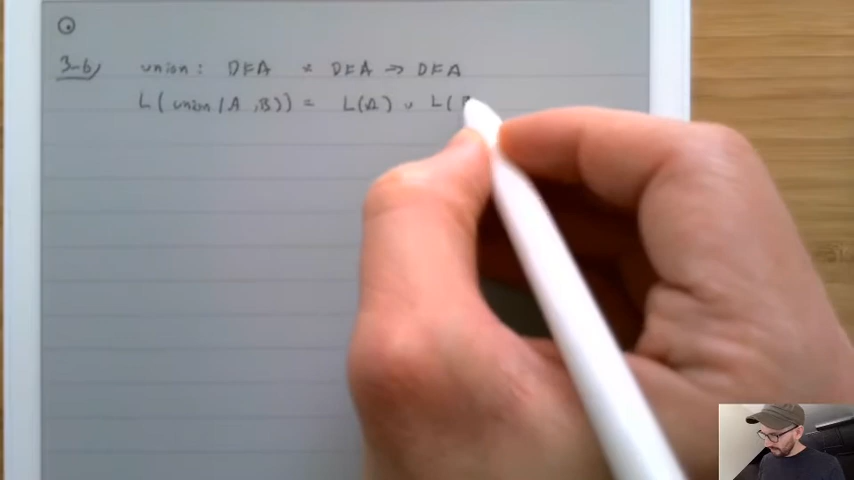 3-6/ union: DFA × DFA → DFA
L(union(A,B)) = L(A) ∪ L(B